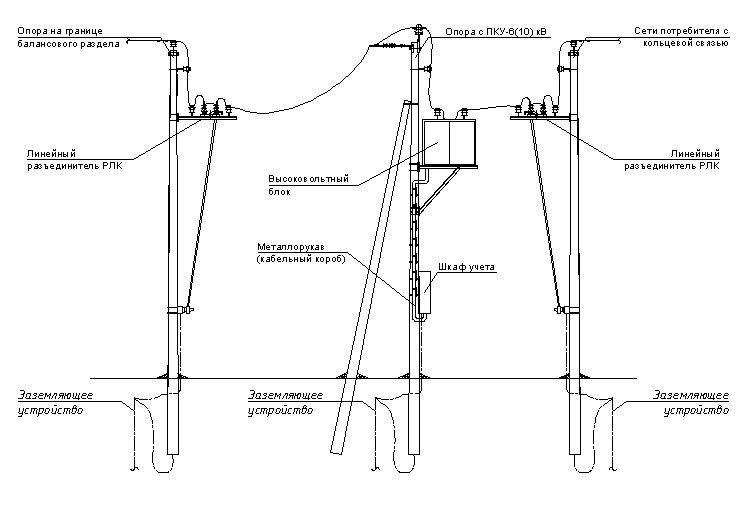 Опора на границе
балансового раздела
Опора с ПКУ-6(10) кВ
Сети потребителя с
кольцевой связью
Линейный
разъединитель РЛК
Высоковольтный
блок
Линейный
разъединитель РЛК
Металлорукав
(кабельный короб)
Шкаф учета
Заземляющее
устройство
Заземляющее
устройство
Заземляющее
устройство